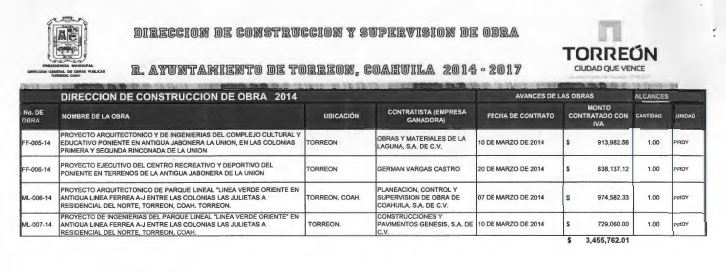 DIRECCION DE CONSTRUCCION Y SUPERVISION DE OBRA
PRESIDENCIA MUNICIPAL
DIRECCION GENERAL DE OBRAS PUBLICAS
TORREON, COAH.
TORREÓN
CIUDAD QUE VENCE
R. AYUNTAMIENTO DE TORREON, COAHUILA 2014 - 2017
DIRECCION DE CONSTRUCCION DE OBRA 2014
AVANCES DE LAS OBRAS
ALCANCES
No. DE OBRA
NOMBRE DE LA OBRA
UBICACIÓN
CONTRATISTA (EMPRESA GANADORA)
FECHA DE CONTRATO
MONTO CONTRATADO CON IVA
CANTIDAD
UNIDAD
FF-005-14
PROYECTO ARQUITECTONICO Y DE INGENIERIAS DEL COMPLEJO CULTURAL Y
EDUCATIVO PONIENTE EN ANTIGUA JABONERA LA UNION, EN LAS COLONIAS
PRIMERA Y SEGUNDA RINCONADA DE LA UNION
TORREON
OBRAS Y MATERIALES DE LA
LAGUNA, S.A. DE C.V.
10 DE MARZO DE 2014
$ 913,982.56
1.00
PROY
FF-006-14
PROYECTO EJECUTIVO DEL CENTRO RECREATIVO Y DEPORTIVO DEL
PONIENTE EN TERRENOS DE LA ANTIGUA JABONERA DE LA UNION
TORREON
GERMAN VARGAS CASTRO
20 DE MARZO DE 2014
$ 838,137.12
1.00
PROY
ML-006-14
PROYECTO ARQUITECTONICO DE PARQUE LINEAL "LINEA VERDE ORIENTE EN
ANTIGUA LINEA FERREA A-J ENTRE LAS COLONIAS LAS JULIETAS A
RESIDENCIAL DEL NORTE, TORREON, COAH. TORREON.
TORREON, COAH.
PLANEACION, CONTROL Y
SUPERVISION DE OBRA DE
COAHUILA, S.A. DE C.V.
07 DE MARZO DE 2014
$ 974,582.33
1.00
PROY
ML-007-14
PROYECTO DE INGENIERIAS DEL PARQUE LINEAL "LINEA VERDE ORIENTE" EN
ANTIGUA LINEA FERREA A-J ENTRE LAS COLONIAS LAS JULIETAS A
RESIDENCIAL DEL NORTE, TORREON, COAH.
TORREON.
CONSTRUCCIONES Y
PAVIMENTOS GENESIS, S.A. DE
C.V.
10 DE MARZO DE 2014
$ 729,060.00
1.00
PROY
$ 3,455,762.01